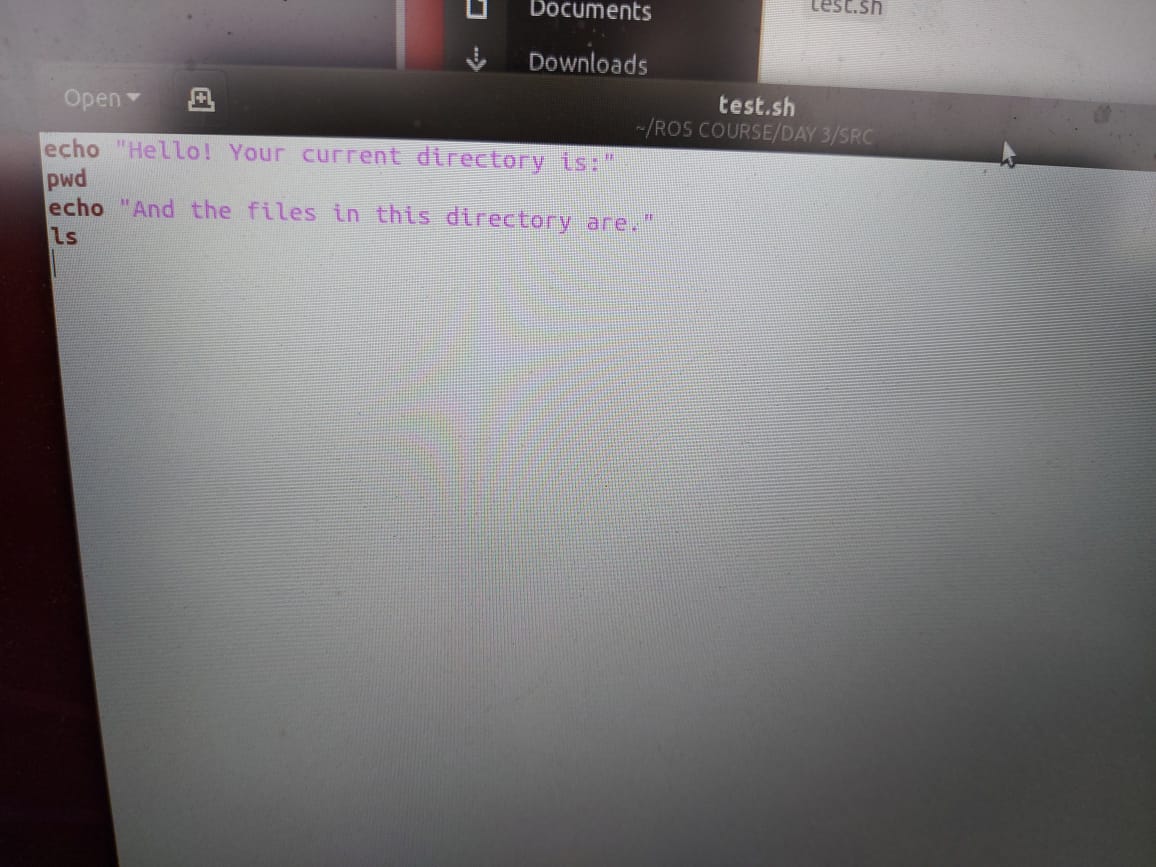 Documents
test.sh
Downloads
Open
test.sh
~/ROS COURSE/DAY 3/SRC
echo "Hello! Your current directory is:"
pwd
echo "And the files in this directory are."
ls